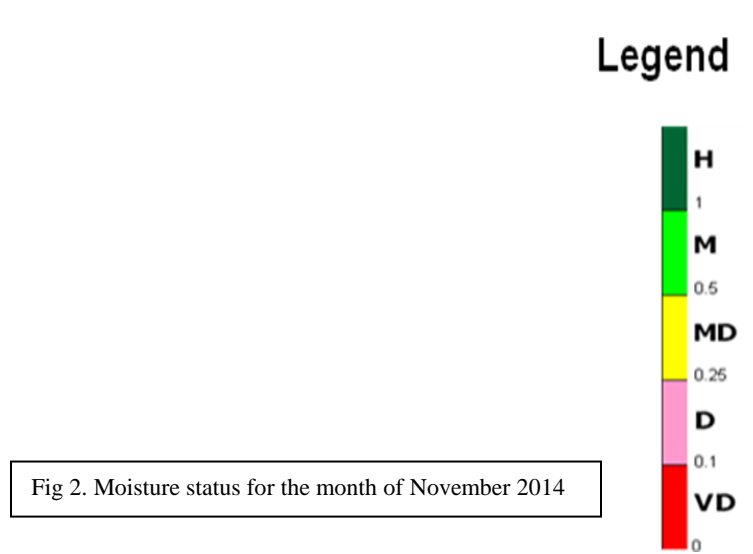 Legend
H
1
M
0.5
MD
0.25
D
0.1
VD
0
Fig 2. Moisture status for the month of November 2014